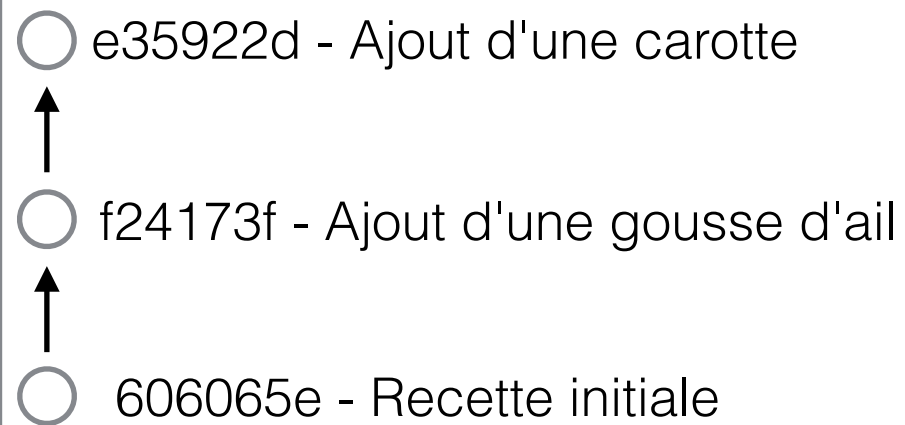 e35922d - Ajout d'une carotte
f24173f - Ajout d'une gousse d'ail
606065e - Recette initiale